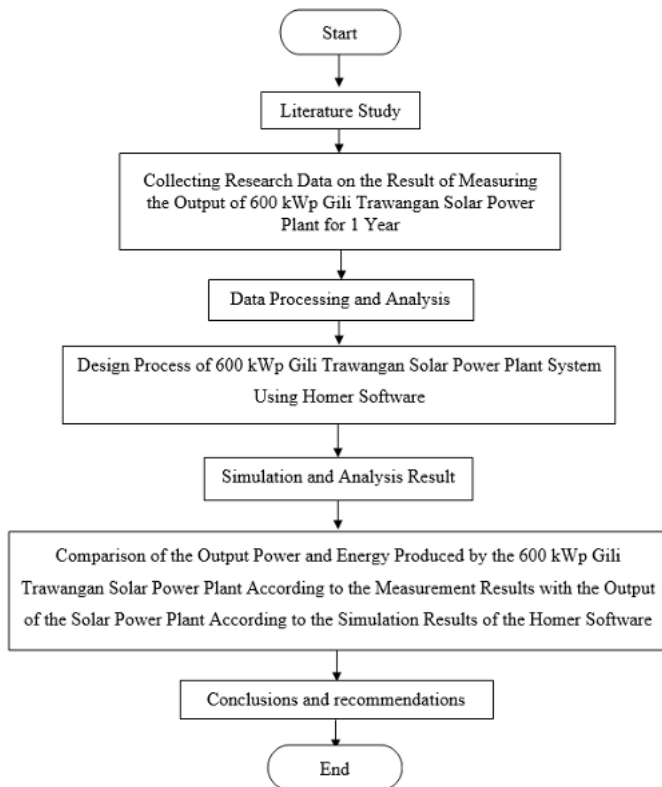 Start
Literature Study
Collecting Research Data on the Result of Measuring
the Output of 600 kWp Gili Trawangan Solar Power
Plant for 1 Year
Data Processing and Analysis
Design Process of 600 kWp Gili Trawangan Solar Power Plant System
Using Homer Software
Simulation and Analysis Result
Comparison of the Output Power and Energy Produced by the 600 kWp Gili
Trawangan Solar Power Plant According to the Measurement Results with the Output
of the Solar Power Plant According to the Simulation Results of the Homer Software
Conclusions and recommendations
End